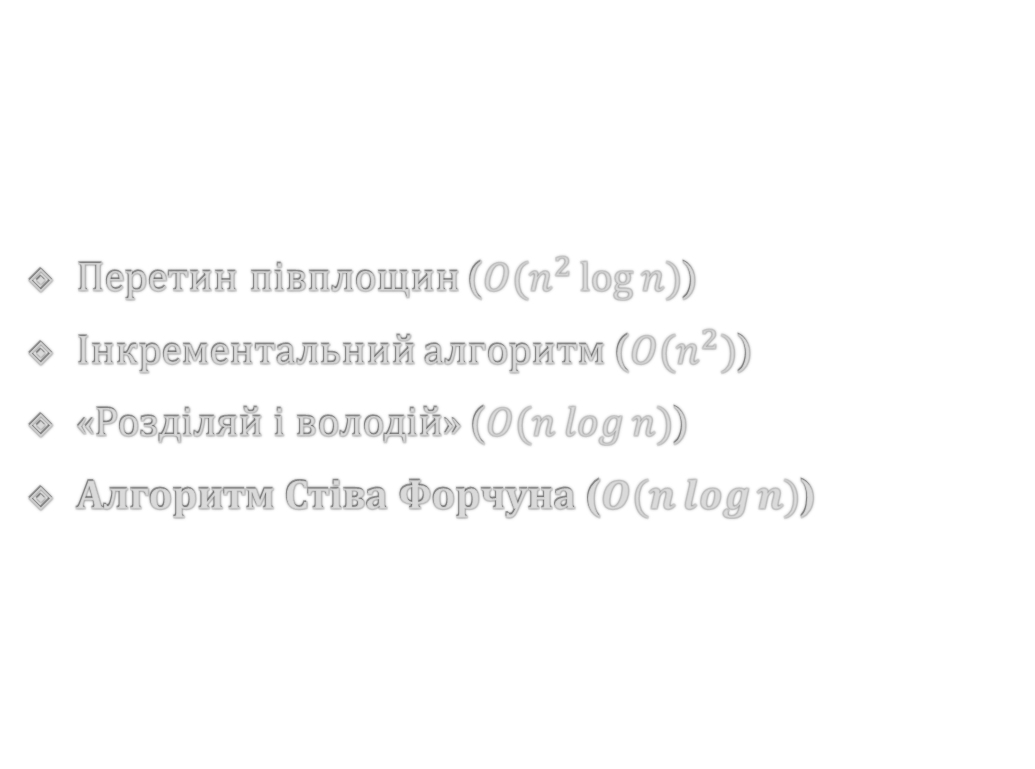 ❖ Перетин півплощин (𝑂(𝑛² log 𝑛))
❖ Інкрементальний алгоритм (𝑂(𝑛²))
❖ «Розділяй і володій» (𝑂(𝑛 𝑙𝑜𝑔 𝑛))
❖ Алгоритм Стіва Форчуна (𝑂(𝑛 𝑙𝑜𝑔 𝑛))